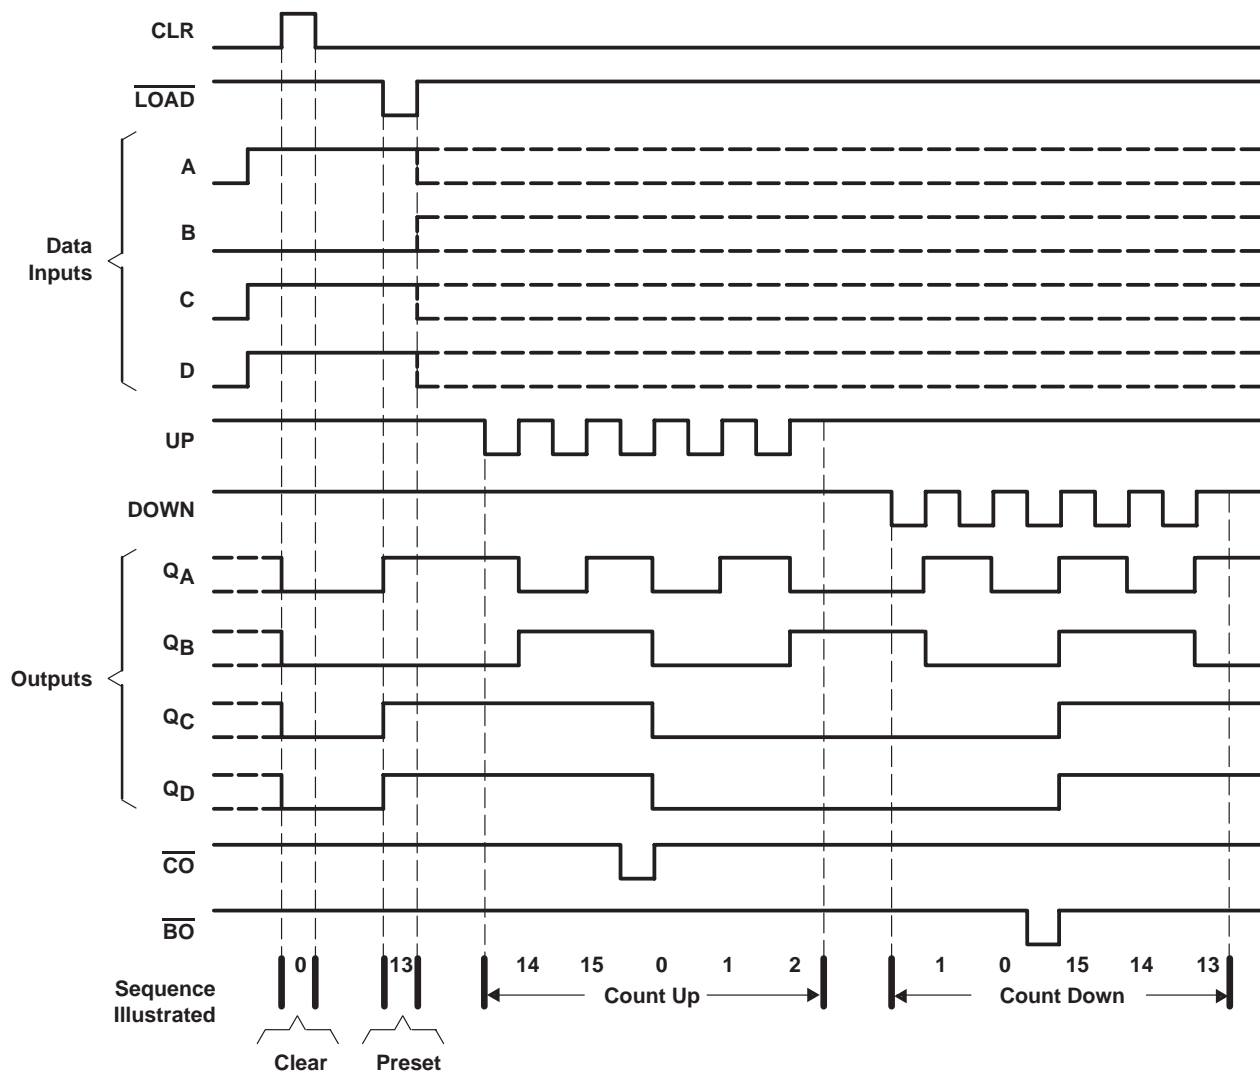 CLR
LOAD
A
B
Data
Inputs
C
D
UP
DOWN
QA
QB
Outputs
QC
QD
CO
BO
0 13 14 15 0 1 2 1 0 15 14 13
Sequence
Illustrated
Count Up Count Down
Clear Preset